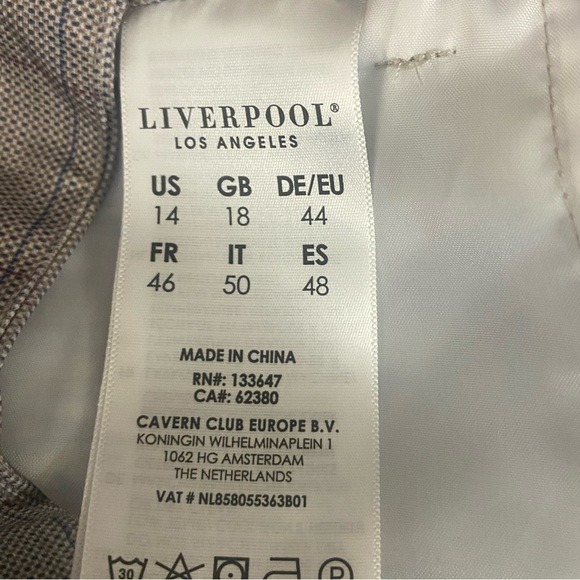 LIVERPOOL®
LOS ANGELES
US GB DE/EU
14 18 44
FR IT ES
46 50 48
MADE IN CHINA
RN#: 133647
CA#: 62380
CAVERN CLUB EUROPE B.V.
KONINGIN WILHELMINAPLEIN 1
1062 HG AMSTERDAM
THE NETHERLANDS
VAT # NL858055363B01
30 P